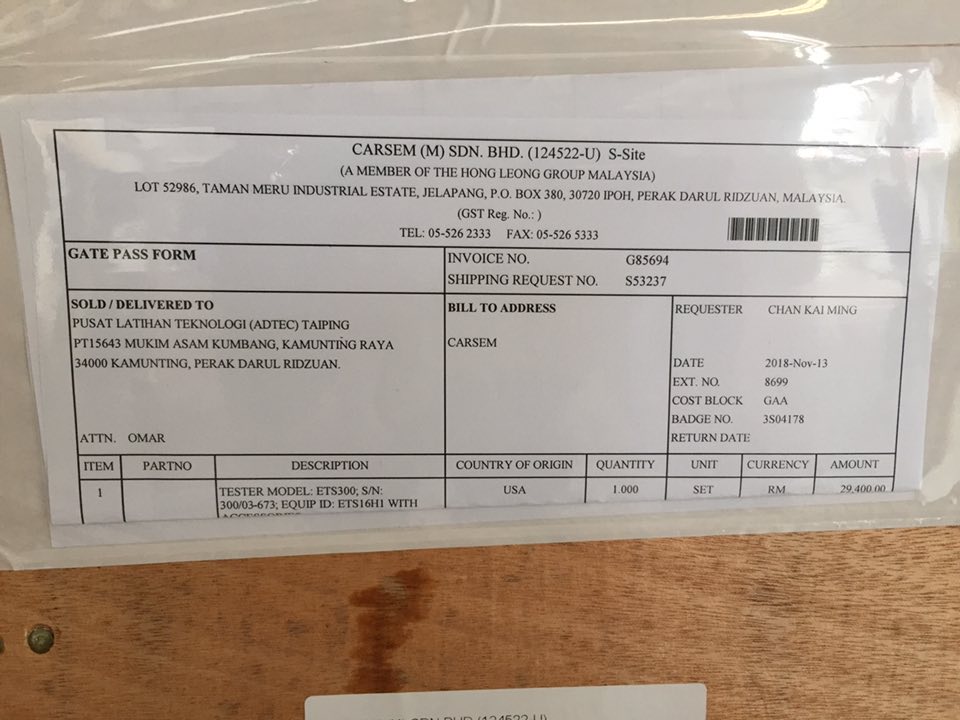 CARSEM (M) SDN. BHD. (124522-U) S-Site
(A MEMBER OF THE HONG LEONG GROUP MALAYSIA)
LOT 52986, TAMAN MERU INDUSTRIAL ESTATE, JELAPANG, P.O. BOX 380, 30720 IPOH, PERAK DARUL RIDZUAN, MALAYSIA.
(GST Reg. No.: )
TEL: 05-526 2333 FAX: 05-526 5333
GATE PASS FORM
INVOICE NO. G85694
SHIPPING REQUEST NO. S53237
SOLD / DELIVERED TO
PUSAT LATIHAN TEKNOLOGI (ADTEC) TAIPING
PT15643 MUKIM ASAM KUMBANG, KAMUNTING RAYA
34000 KAMUNTING, PERAK DARUL RIDZUAN.
ATTN. OMAR
BILL TO ADDRESS
CARSEM
REQUESTER CHAN KAI MING
DATE 2018-Nov-13
EXT. NO. 8699
COST BLOCK GAA
BADGE NO. 3S04178
RETURN DATE
ITEM PARTNO DESCRIPTION COUNTRY OF ORIGIN QUANTITY UNIT CURRENCY AMOUNT
1 TESTER MODEL: ETS300; S/N: USA 1.000 SET RM 29,400.00
300/03-673; EQUIP ID: ETS16H1 WITH
ACCESSORIES
SDN BHD (124522-U)